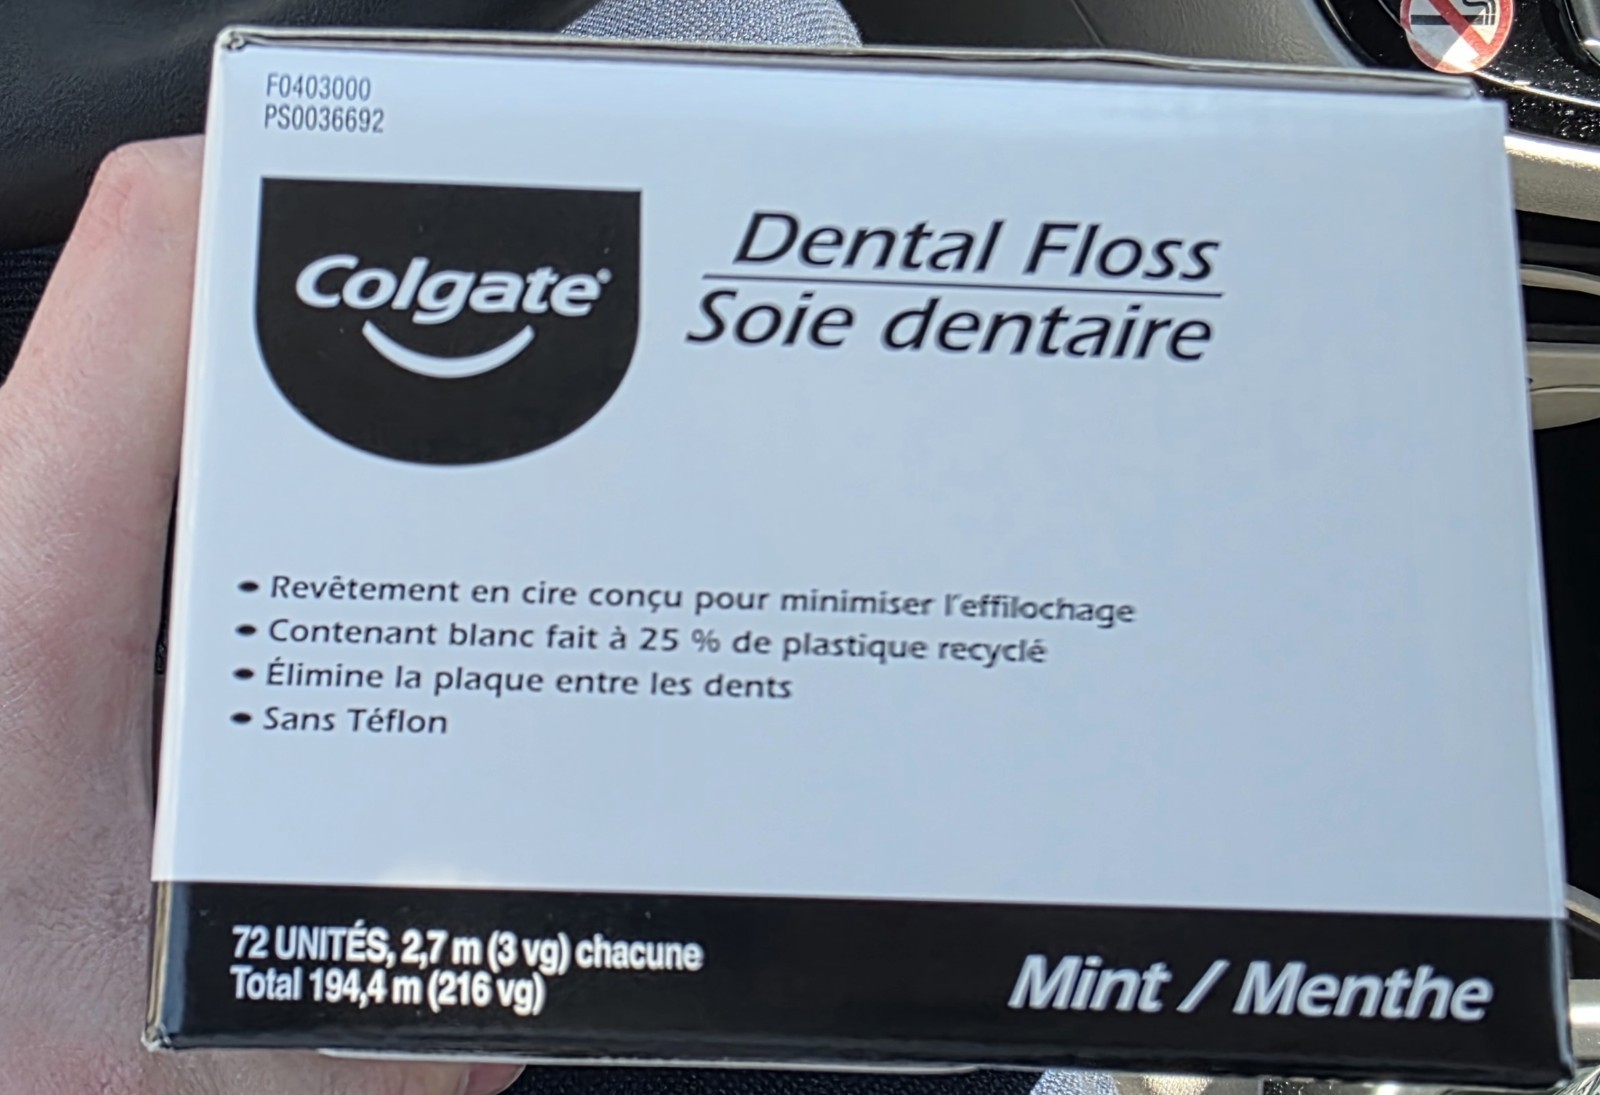 F0403000
PS0036692
Colgate®
Dental Floss
Soie dentaire
• Revêtement en cire conçu pour minimiser l'effilochage
• Contenant blanc fait à 25 % de plastique recyclé
• Élimine la plaque entre les dents
• Sans Téflon
72 UNITÉS, 2,7 m (3 vg) chacune
Total 194,4 m (216 vg)
Mint / Menthe